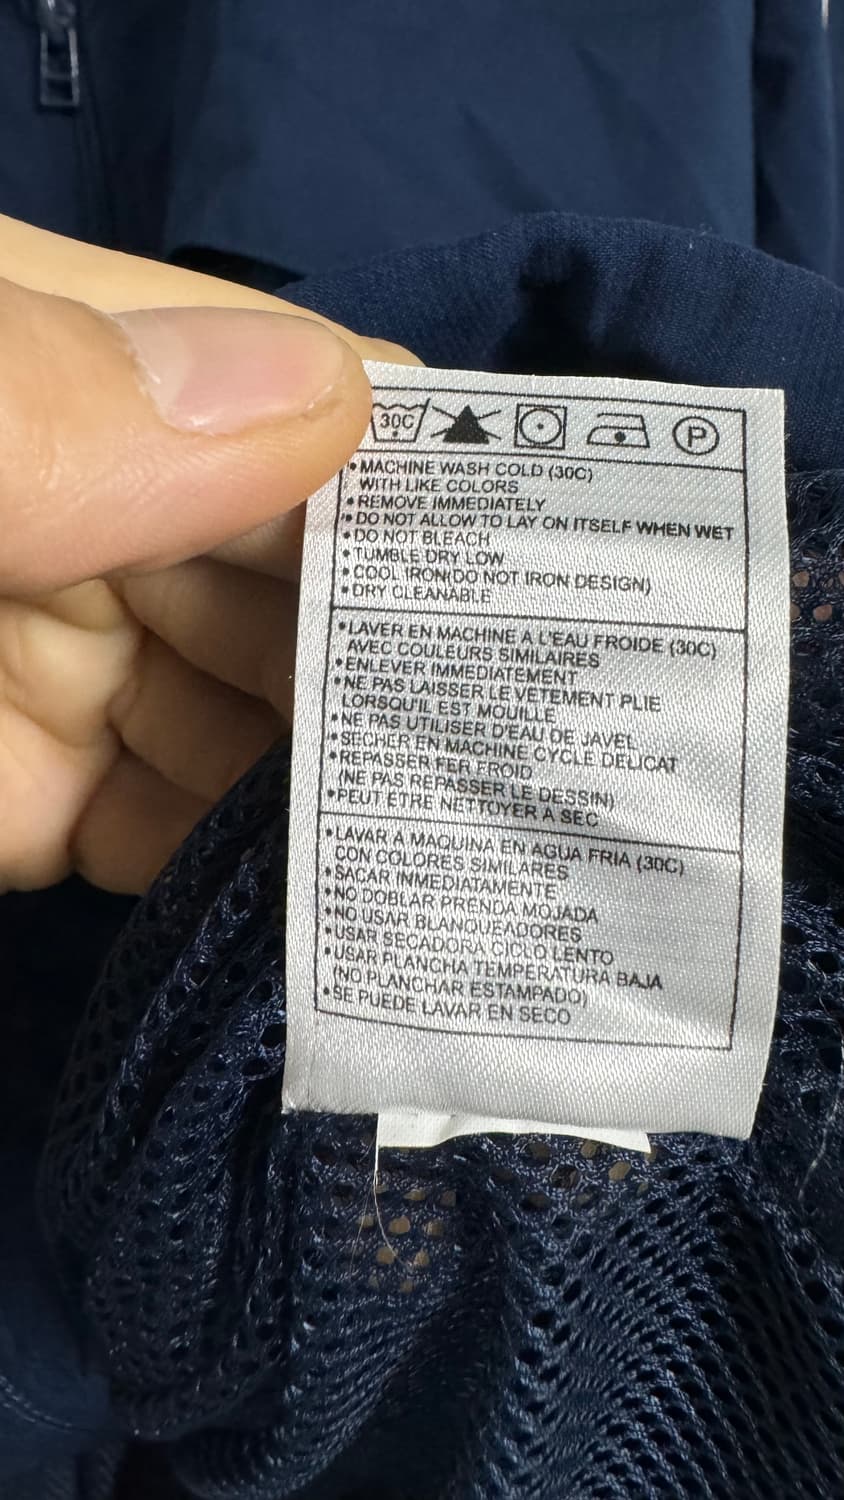 30C P
• MACHINE WASH COLD (30C)
WITH LIKE COLORS
• REMOVE IMMEDIATELY
• DO NOT ALLOW TO LAY ON ITSELF WHEN WET
• DO NOT BLEACH
• TUMBLE DRY LOW
• COOL IRON(DO NOT IRON DESIGN)
• DRY CLEANABLE
• LAVER EN MACHINE A L'EAU FROIDE (30C)
AVEC COULEURS SIMILAIRES
• ENLEVER IMMEDIATEMENT
• NE PAS LAISSER LE VETEMENT PLIE
LORSQU'IL EST MOUILLE
• NE PAS UTILISER D'EAU DE JAVEL
• SECHER EN MACHINE CYCLE DELICAT
• REPASSER FER FROID
(NE PAS REPASSER LE DESSIN)
• PEUT ETRE NETTOYER A SEC
• LAVAR A MAQUINA EN AGUA FRIA (30C)
CON COLORES SIMILARES
• SACAR INMEDIATAMENTE
• NO DOBLAR PRENDA MOJADA
• NO USAR BLANQUEADORES
• USAR SECADORA CICLO LENTO
• USAR PLANCHA TEMPERATURA BAJA
(NO PLANCHAR ESTAMPADO)
• SE PUEDE LAVAR EN SECO